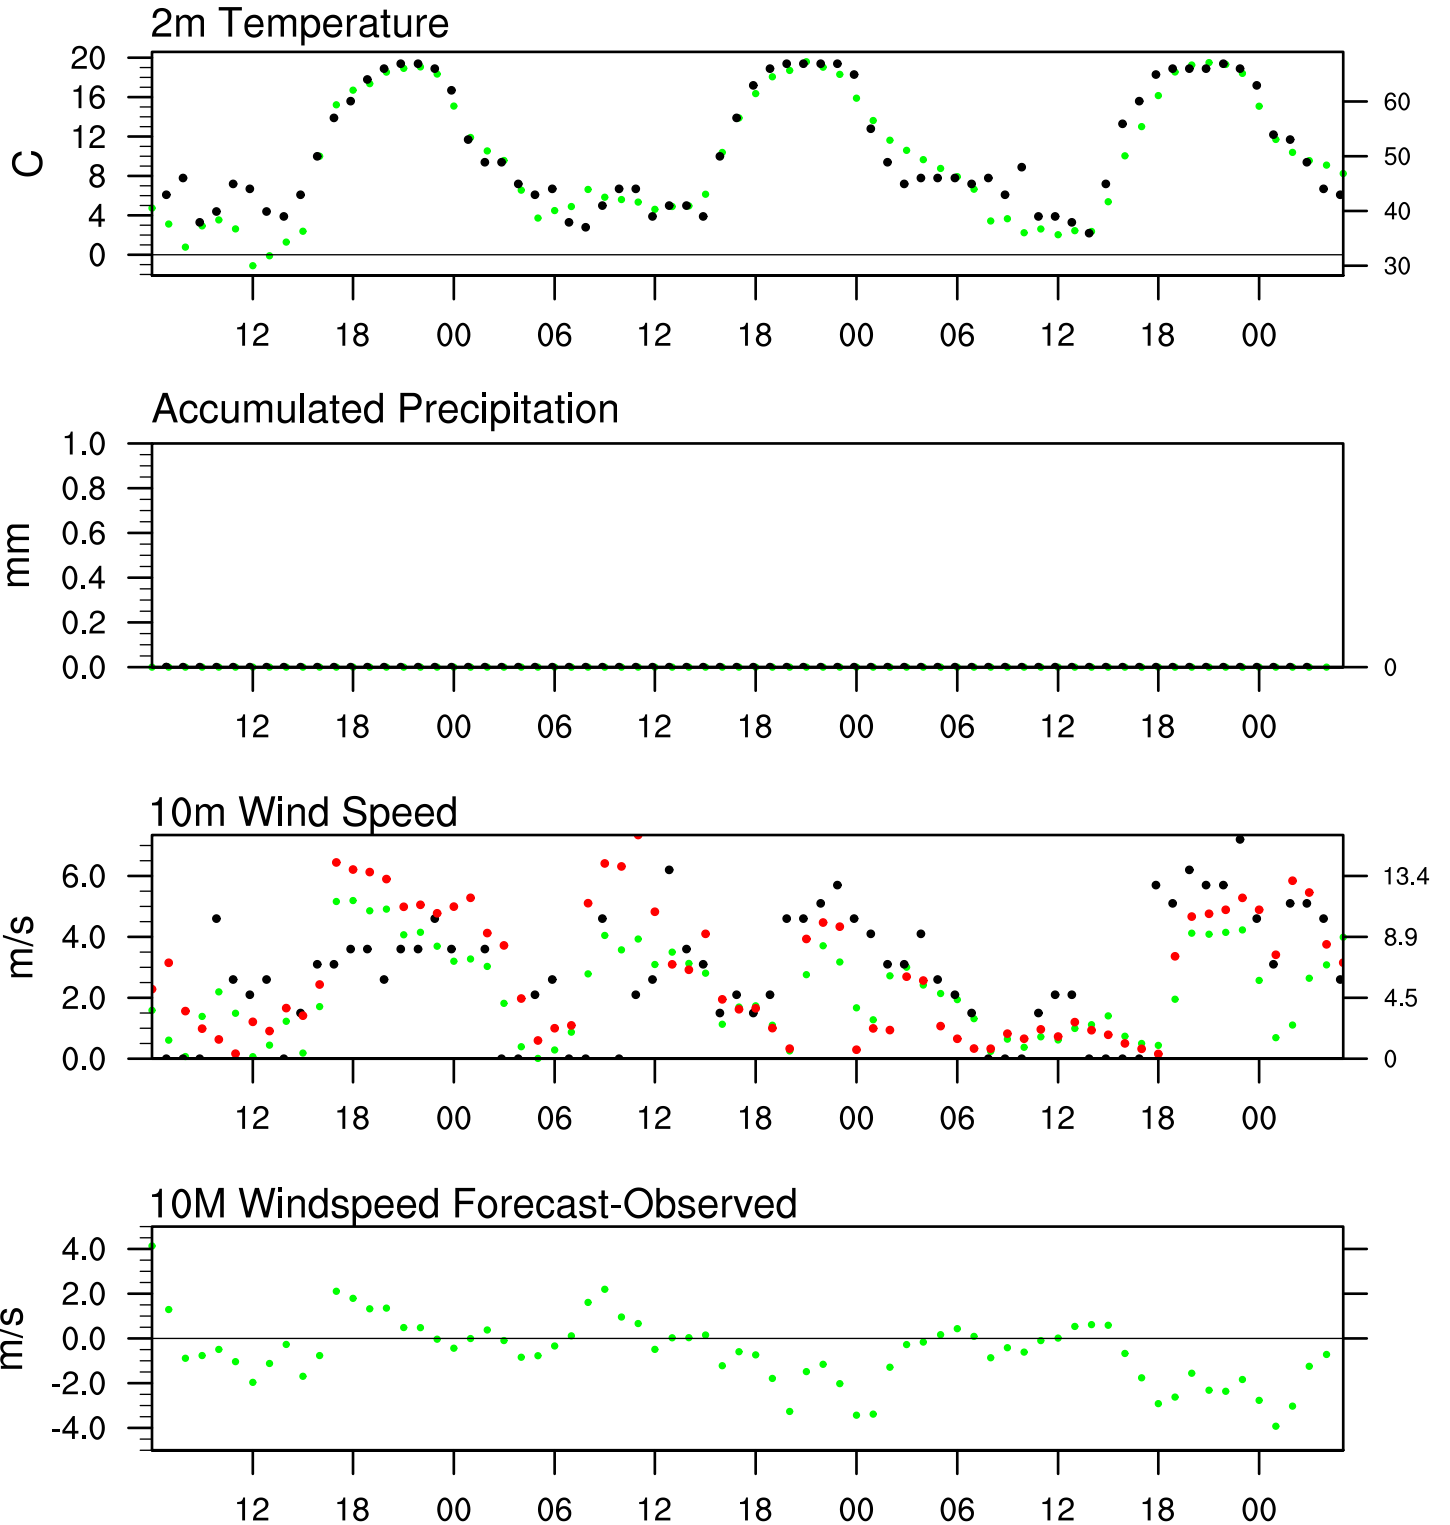 2m Temperature
20
16
12
8
4
0
C
60
50
40
30
12 18 00 06 12 18 00 06 12 18 00
Accumulated Precipitation
1.0
0.8
0.6
0.4
0.2
0.0
mm
0
12 18 00 06 12 18 00 06 12 18 00
10m Wind Speed
6.0
4.0
2.0
0.0
m/s
13.4
8.9
4.5
0
12 18 00 06 12 18 00 06 12 18 00
10M Windspeed Forecast-Observed
4.0
2.0
0.0
-2.0
-4.0
m/s
12 18 00 06 12 18 00 06 12 18 00